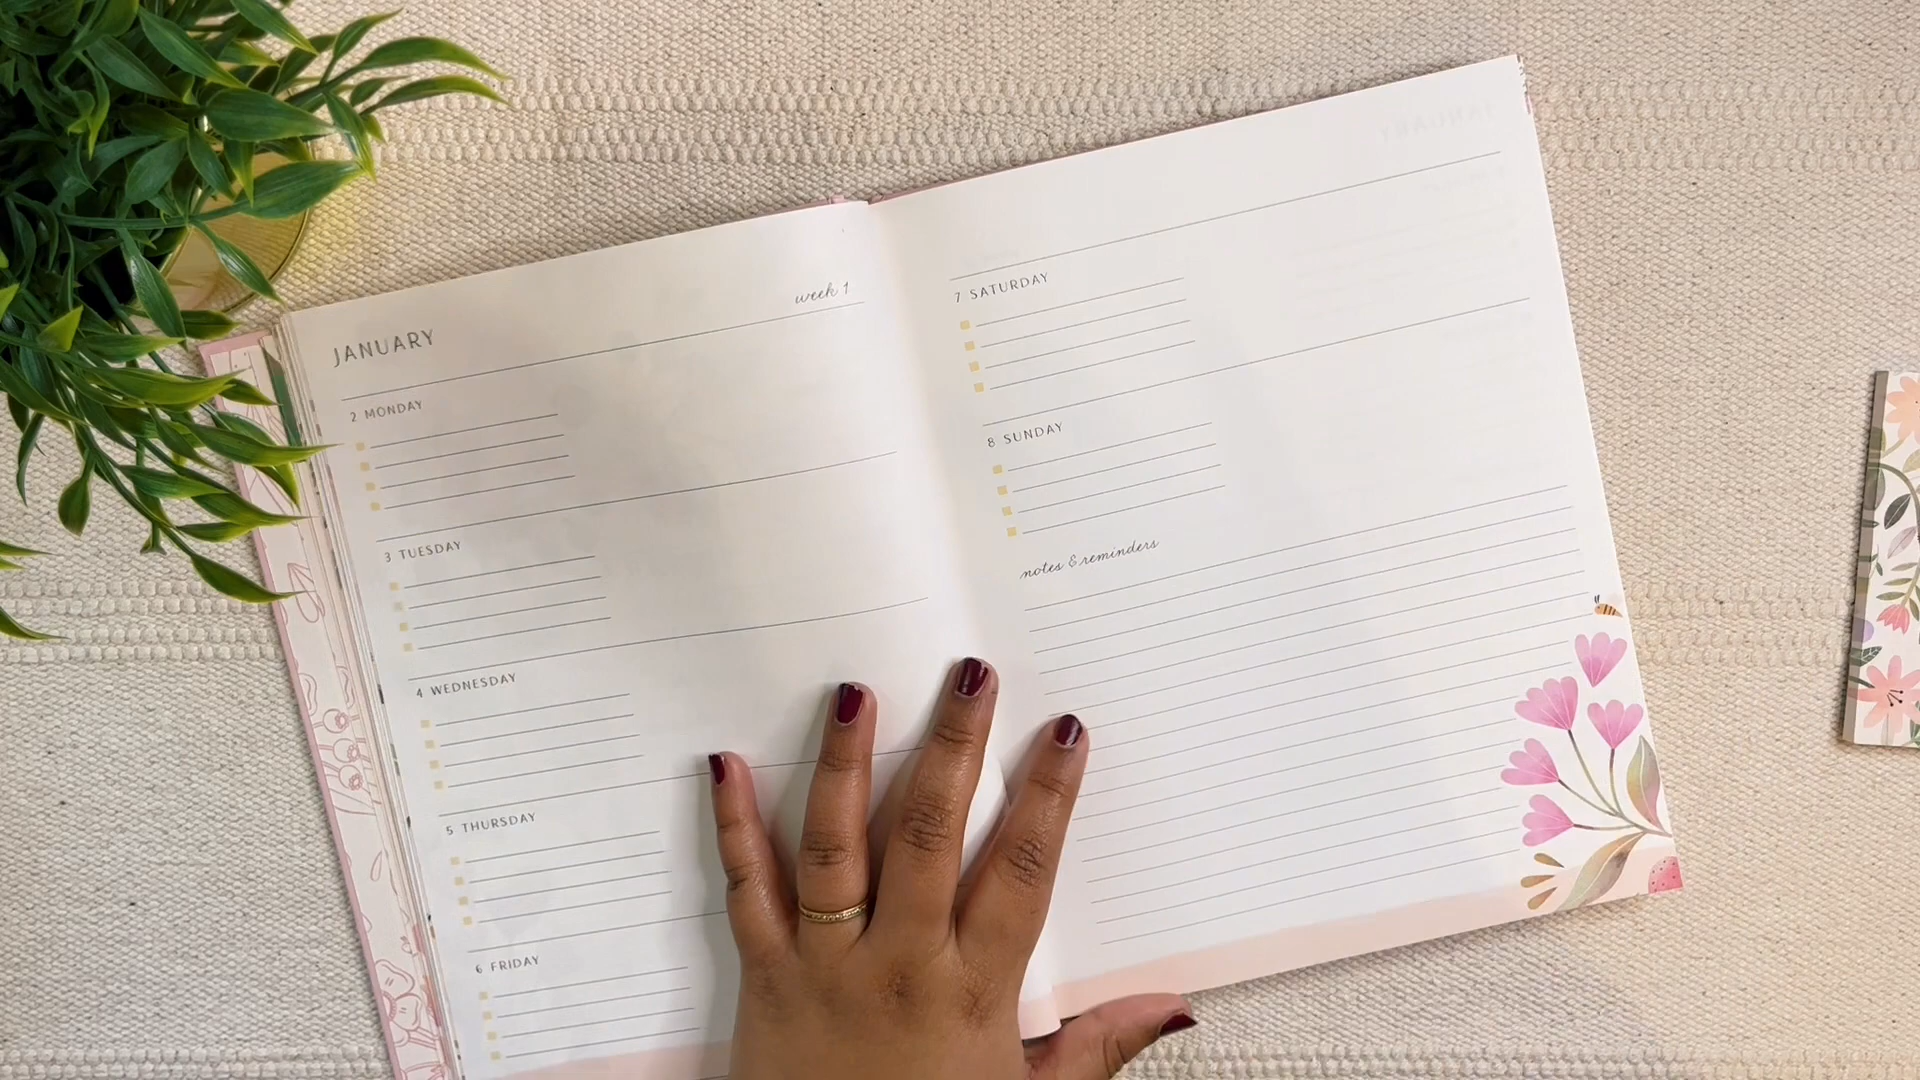 week 1
JANUARY
2 MONDAY
3 TUESDAY
4 WEDNESDAY
5 THURSDAY
6 FRIDAY
7 SATURDAY
8 SUNDAY
notes & reminders